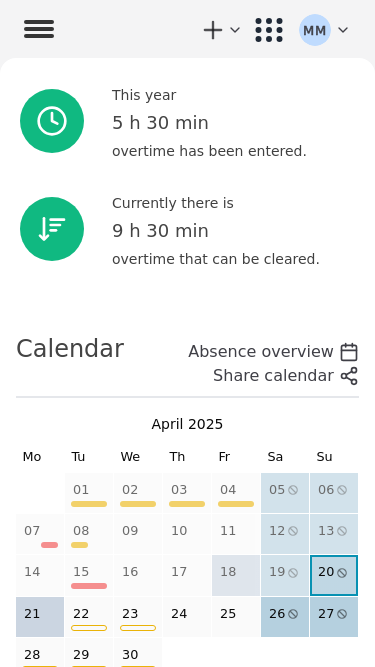 MM
This year
5 h 30 min
overtime has been entered.
Currently there is
9 h 30 min
overtime that can be cleared.
Calendar
Absence overview
Share calendar
April 2025
Mo Tu We Th Fr Sa Su
01 02 03 04 05 06
07 08 09 10 11 12 13
14 15 16 17 18 19 20
21 22 23 24 25 26 27
28 29 30